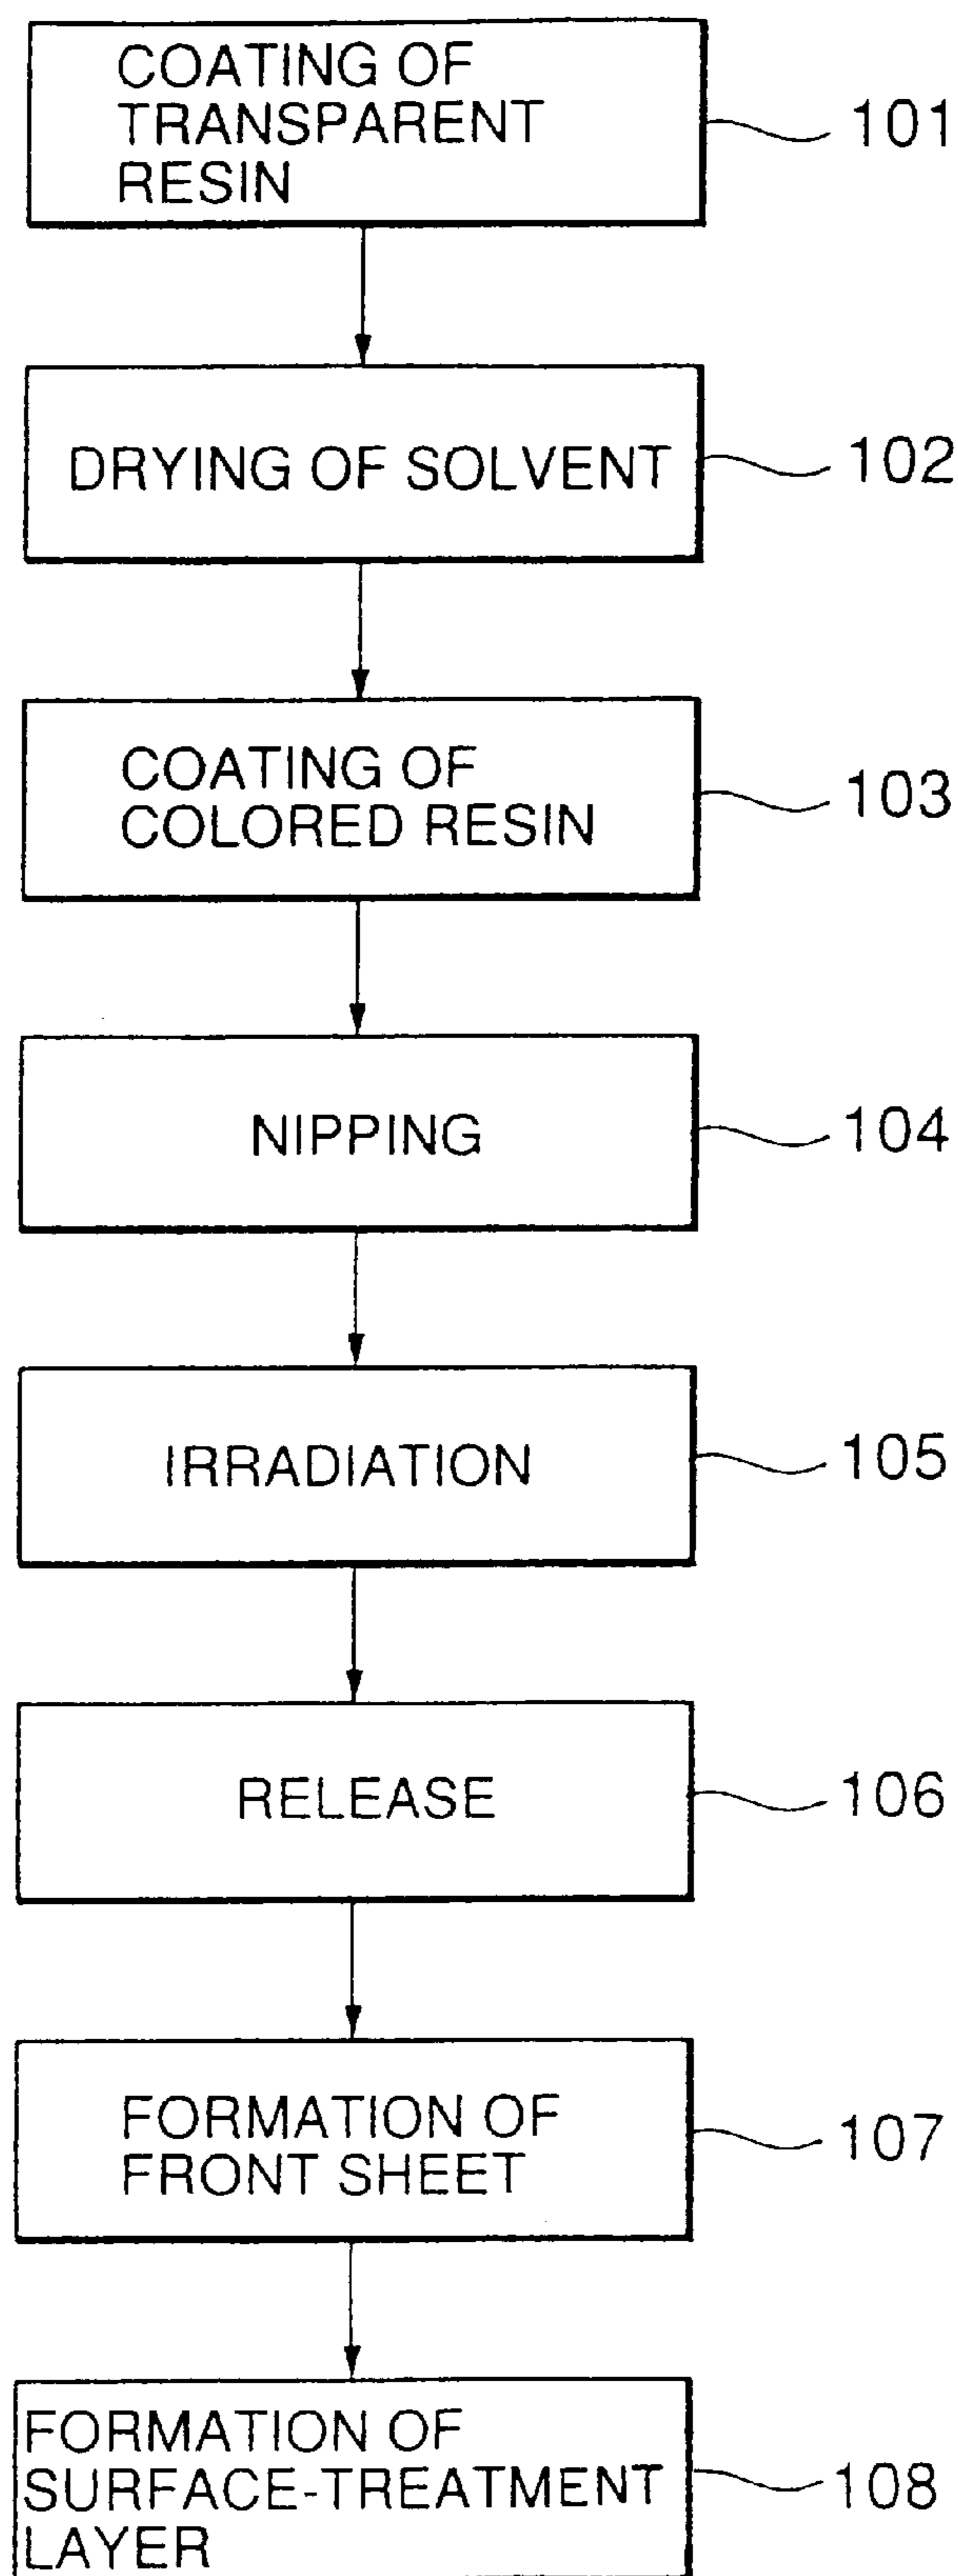 COATING OF
TRANSPARENT
RESIN
101
DRYING OF SOLVENT
102
COATING OF
COLORED RESIN
103
NIPPING
104
IRRADIATION
105
RELEASE
106
FORMATION OF
FRONT SHEET
107
FORMATION OF
SURFACE-TREATMENT
LAYER
108